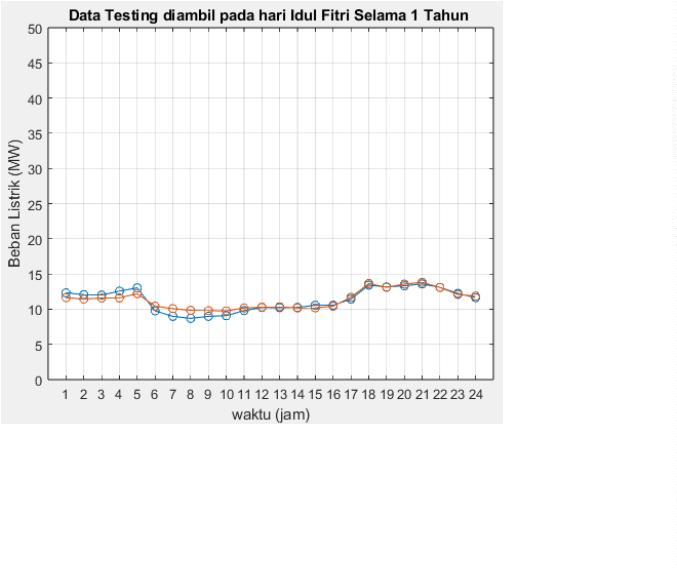 Data Testing diambil pada hari Idul Fitri Selama 1 Tahun
50
45
40
35
30
25
20
15
10
5
0
Beban Listrik (MW)
1 2 3 4 5 6 7 8 9 10 11 12 13 14 15 16 17 18 19 20 21 22 23 24
waktu (jam)